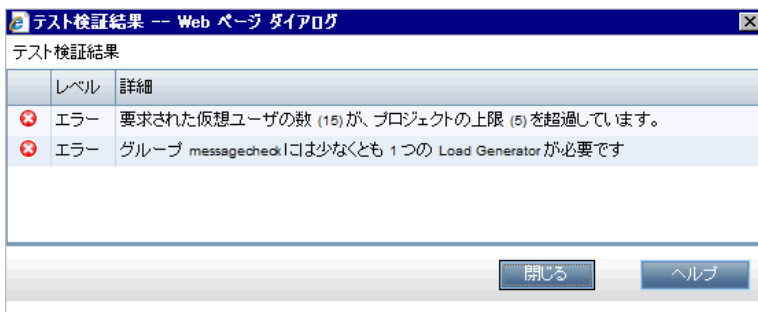 テスト検証結果 -- Web ページ ダイアログ
テスト検証結果
レベル 詳細
エラー 要求された仮想ユーザの数 (15) が、プロジェクトの上限 (5) を超過しています。
エラー グループ messagecheck には少なくとも 1 つの Load Generator が必要です
閉じる ヘルプ